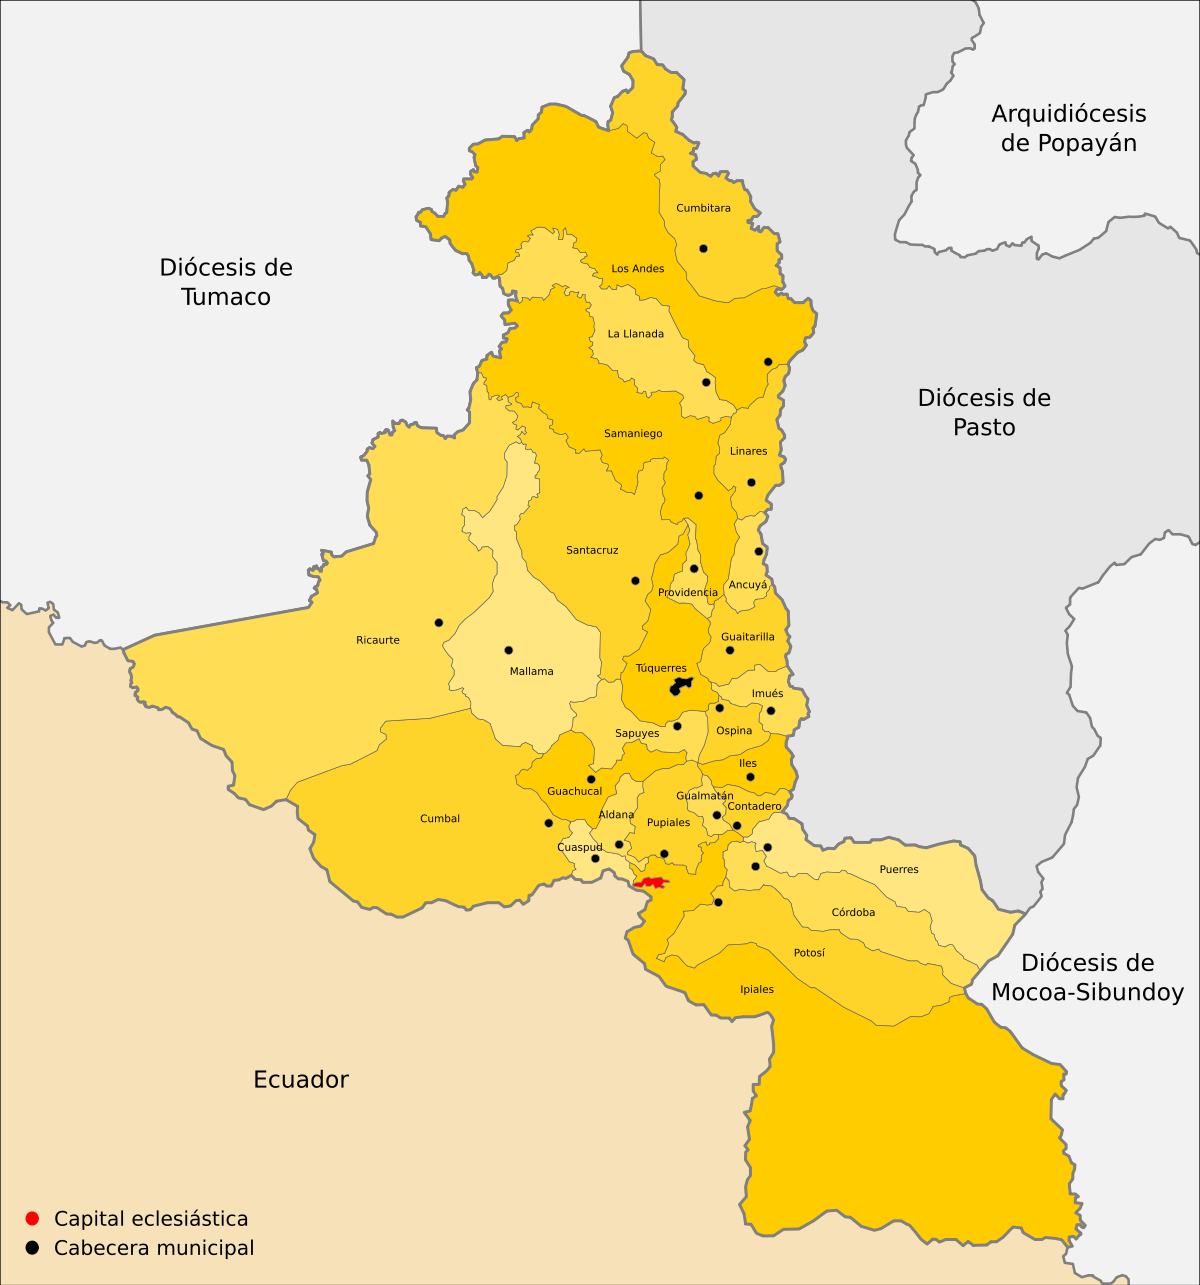 Arquidiócesis
de Popayán
Cumbitara
Diócesis de
Tumaco
Los Andes
La Llanada
Diócesis de
Pasto
Samaniego
Linares
Santacruz
Ancuyá
Providencia
Ricaurte
Guaitarilla
Mallama
Túquerres
Imués
Sapuyes
Ospina
Iles
Guachucal
Gualmatán
Contadero
Cumbal
Aldana
Pupiales
Cuaspud
Puerres
Córdoba
Potosí
Diócesis de
Mocoa-Sibundoy
Ipiales
Ecuador
Capital eclesiástica
Cabecera municipal